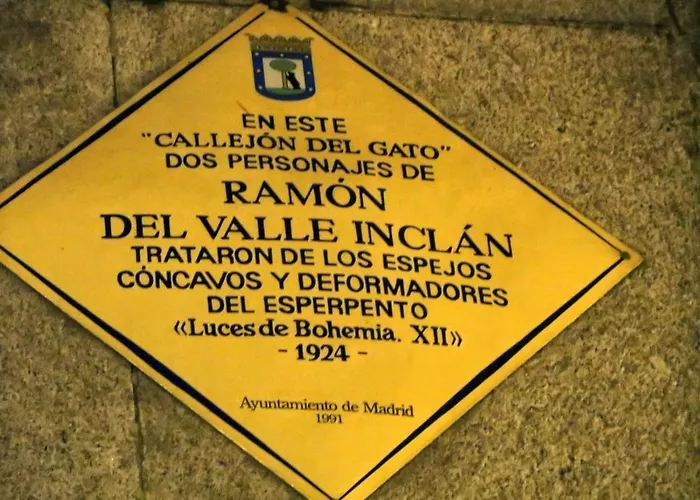 EN ESTE
"CALLEJÓN DEL GATO"
DOS PERSONAJES DE
RAMÓN
DEL VALLE INCLÁN
TRATARON DE LOS ESPEJOS
CÓNCAVOS Y DEFORMADORES
DEL ESPERPENTO
«Luces de Bohemia. XII»
- 1924 -
Ayuntamiento de Madrid
1991